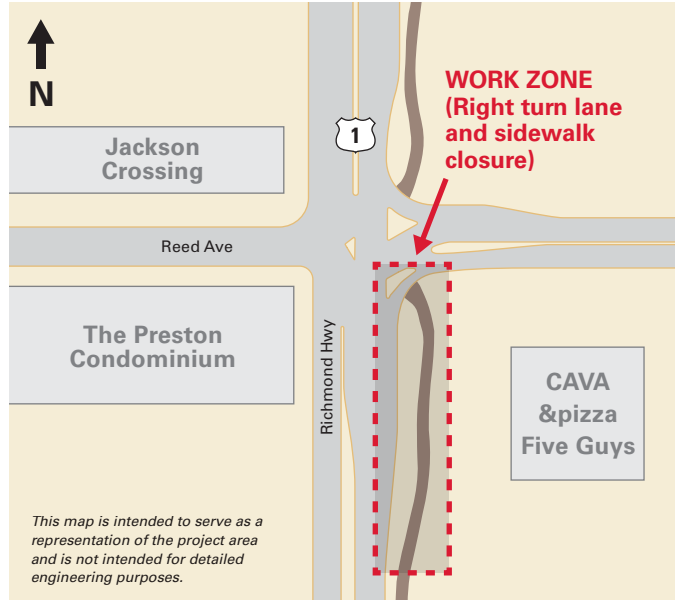 N
WORK ZONE
(Right turn lane
and sidewalk
closure)
1
Jackson
Crossing
Reed Ave
The Preston
Condominium
Richmond Hwy
CAVA
&pizza
Five Guys
This map is intended to serve as a
representation of the project area
and is not intended for detailed
engineering purposes.